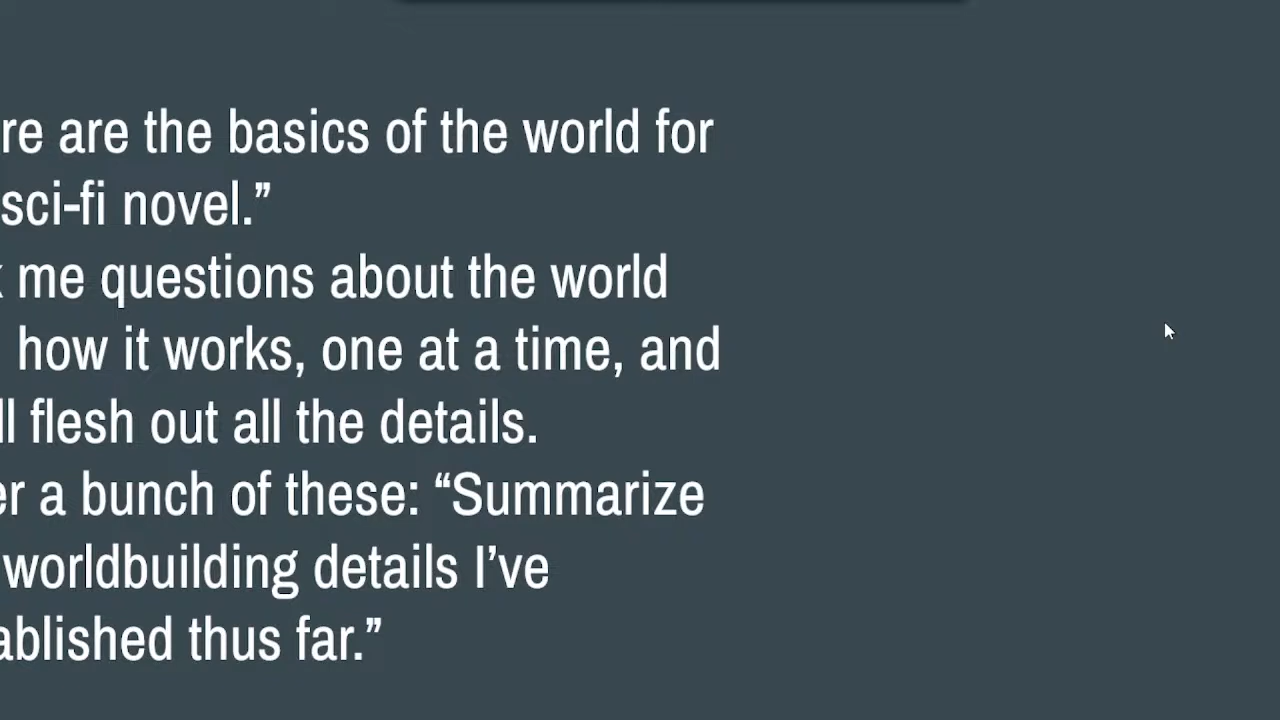 re are the basics of the world for
sci-fi novel.”
me questions about the world
how it works, one at a time, and
ll flesh out all the details.
er a bunch of these: “Summarize
worldbuilding details I’ve
ablished thus far.”